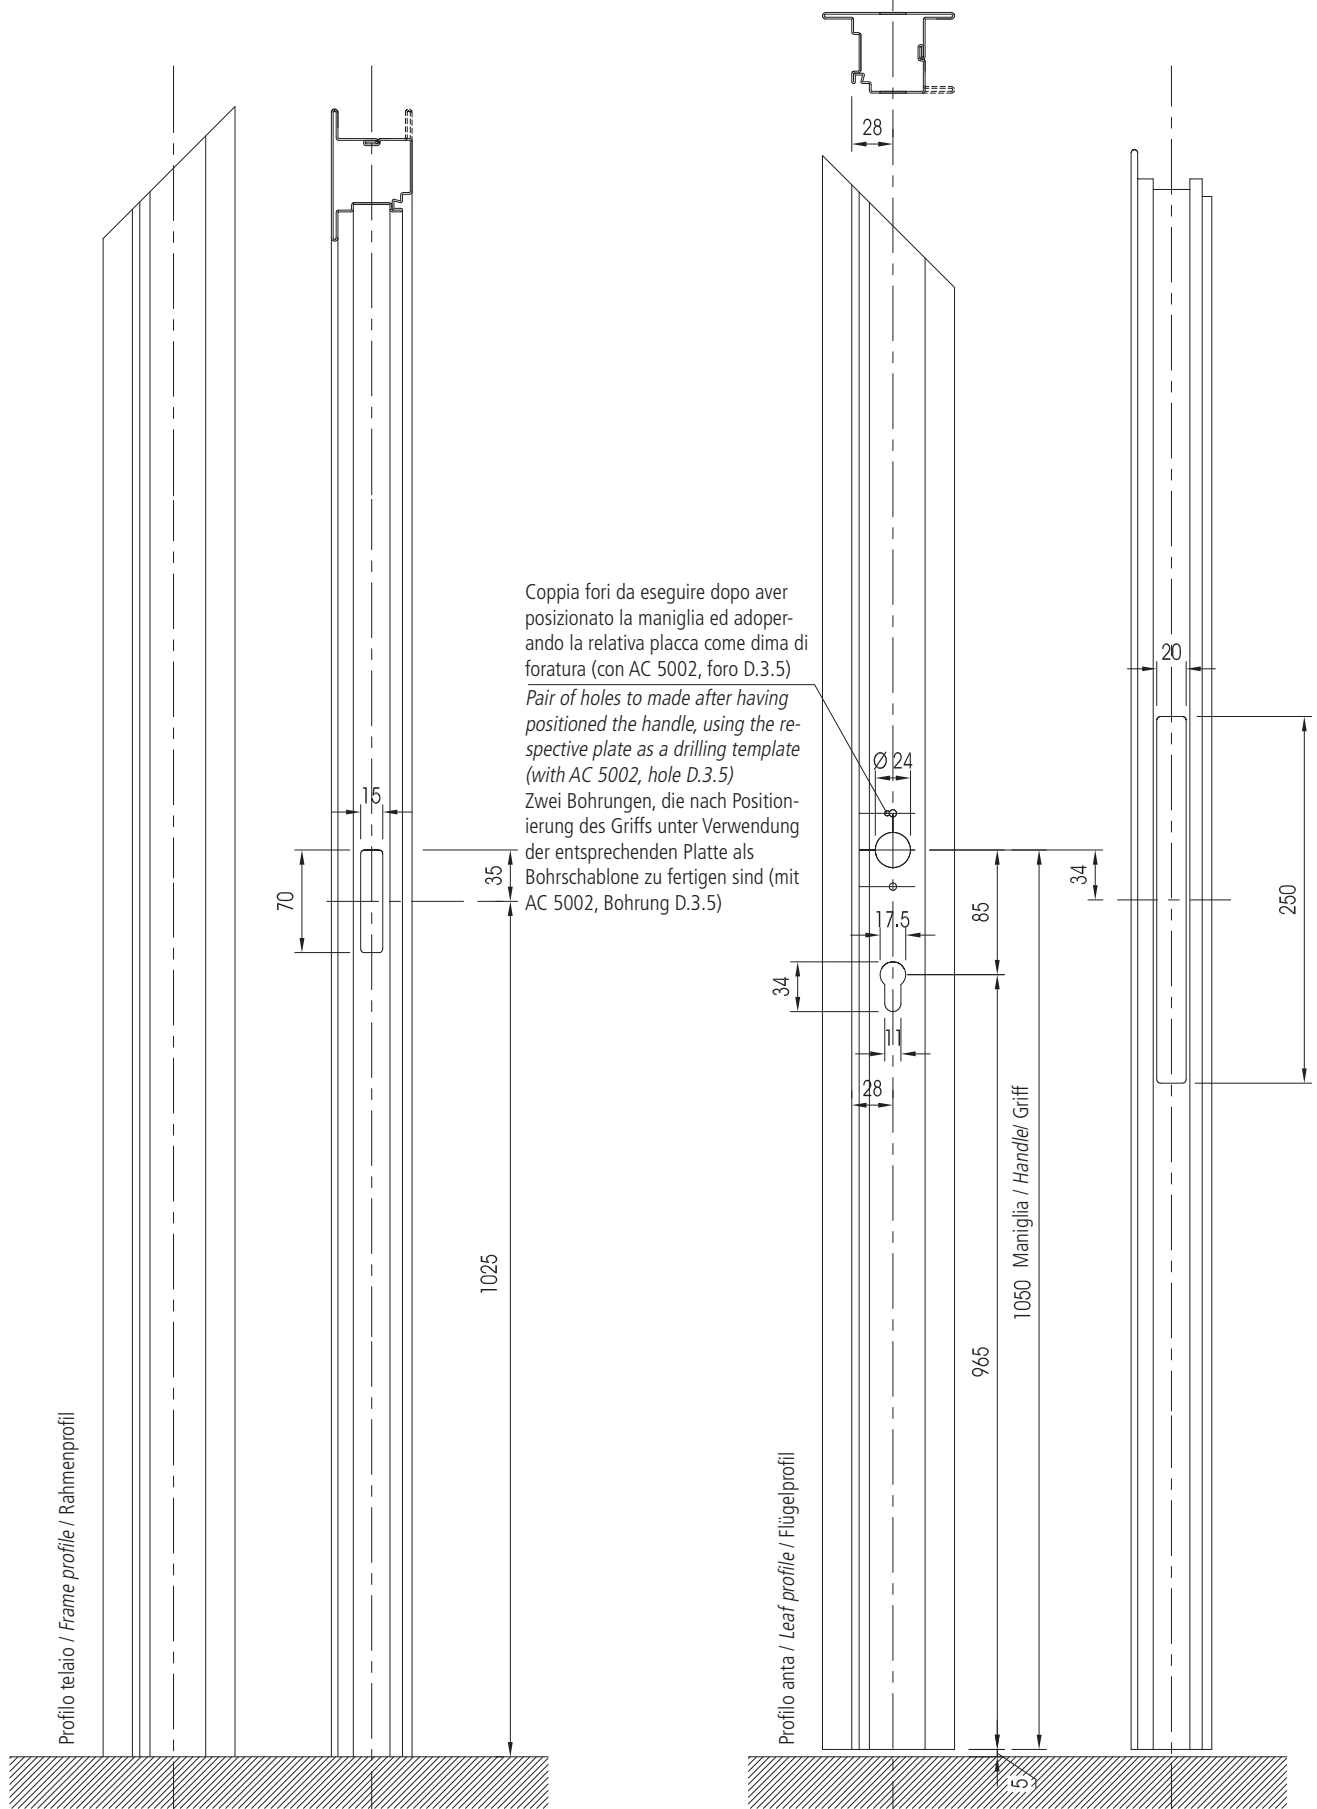 28
Coppia fori da eseguire dopo aver
posizionato la maniglia ed adoper-
ando la relativa placca come dima di
foratura (con AC 5002, foro D.3.5)
Pair of holes to made after having
positioned the handle, using the re-
spective plate as a drilling template
(with AC 5002, hole D.3.5)
Zwei Bohrungen, die nach Position-
ierung des Griffs unter Verwendung
der entsprechenden Platte als
Bohrschablone zu fertigen sind (mit
AC 5002, Bohrung D.3.5)
15
70
35
1025
Profilo telaio / Frame profile / Rahmenprofil
Ø 24
17.5
34
11
28
85
965
1050 Maniglia / Handle/ Griff
5
Profilo anta / Leaf profile / Flügelprofil
20
34
250